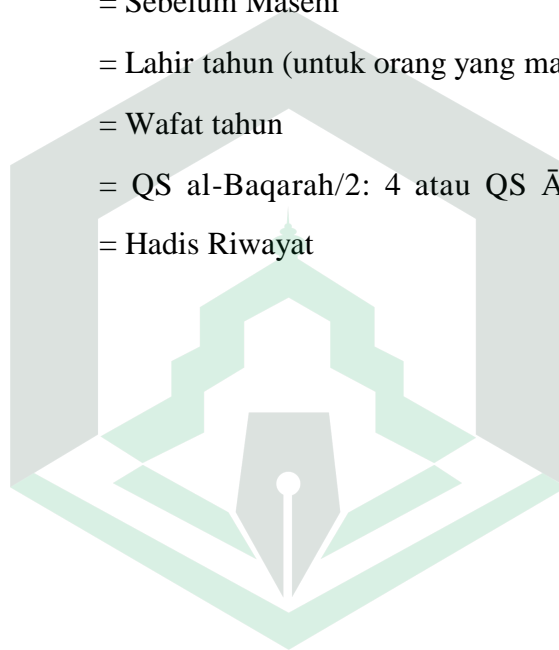 = Sebelum Masehi
= Lahir tahun (untuk orang yang ma
= Wafat tahun
= QS al-Baqarah/2: 4 atau QS Ā
= Hadis Riwayat